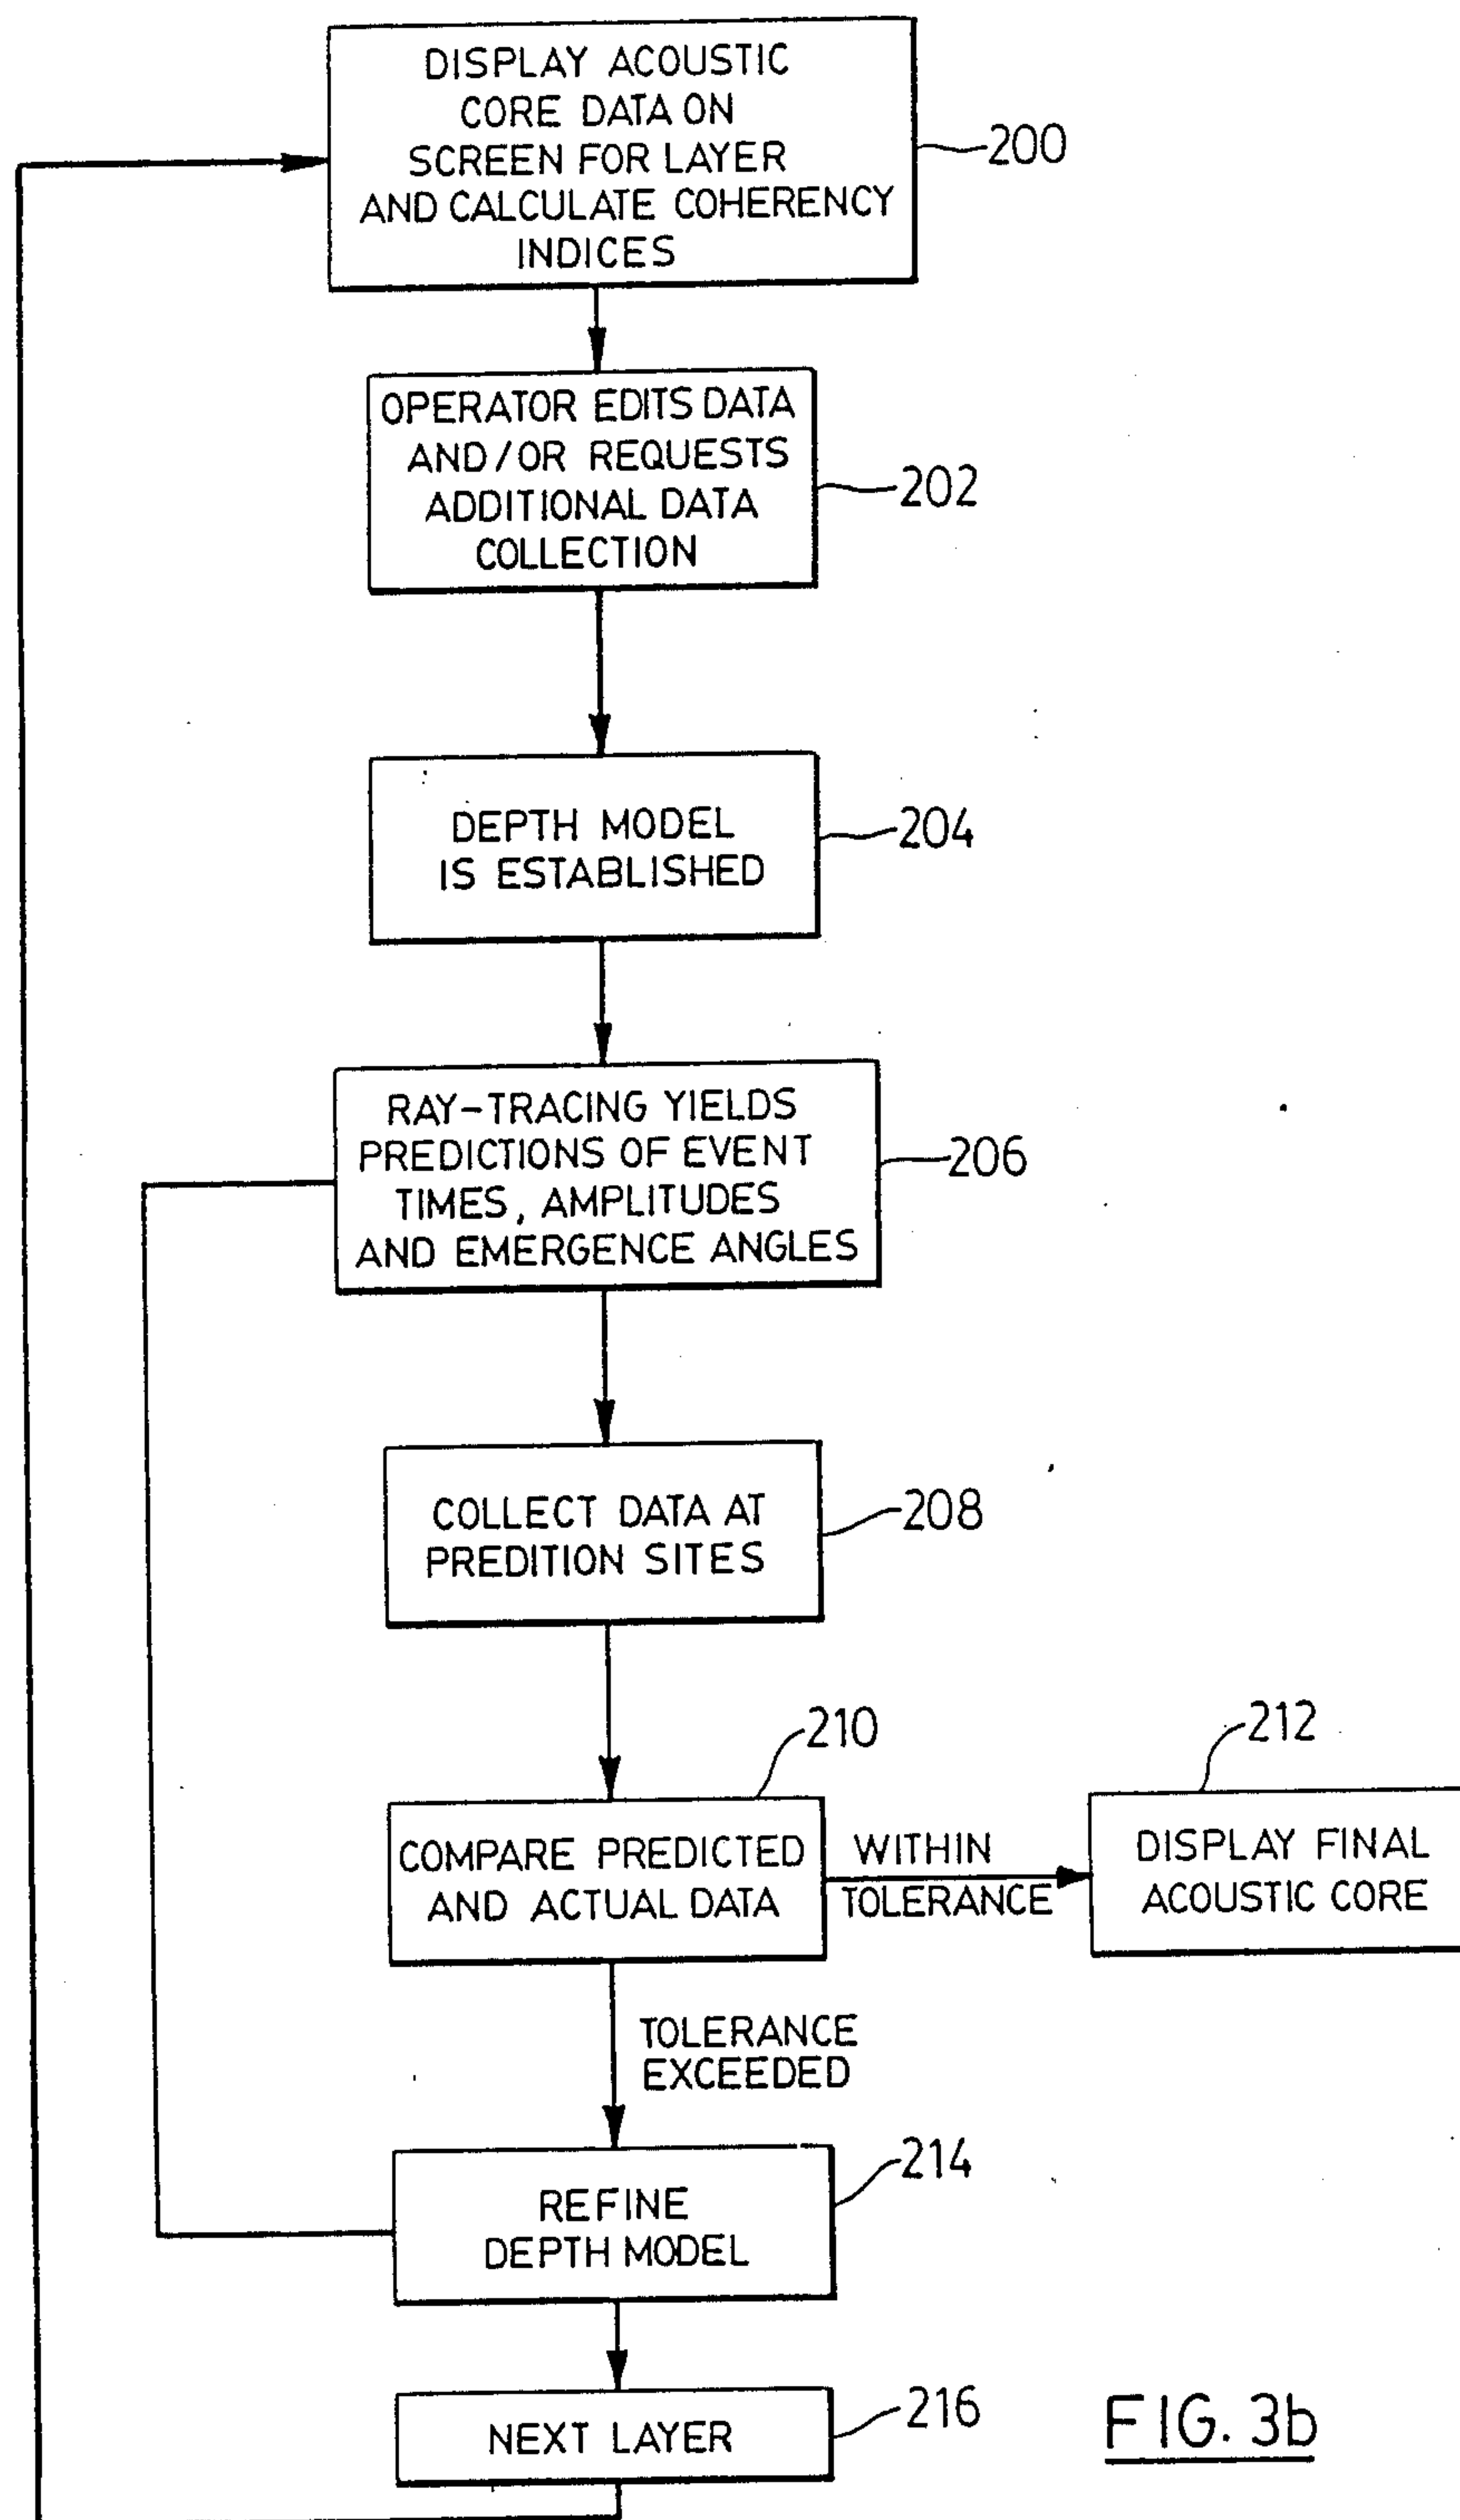 DISPLAY ACOUSTIC
CORE DATA ON
SCREEN FOR LAYER
AND CALCULATE COHERENCY
INDICES
200
OPERATOR EDITS DATA
AND/OR REQUESTS
ADDITIONAL DATA
COLLECTION
202
DEPTH MODEL
IS ESTABLISHED
204
RAY-TRACING YIELDS
PREDICTIONS OF EVENT
TIMES, AMPLITUDES
AND EMERGENCE ANGLES
206
COLLECT DATA AT
PREDITION SITES
208
210
COMPARE PREDICTED
AND ACTUAL DATA
WITHIN
TOLERANCE
212
DISPLAY FINAL
ACOUSTIC CORE
TOLERANCE
EXCEEDED
214
REFINE
DEPTH MODEL
216
NEXT LAYER
FIG. 3b